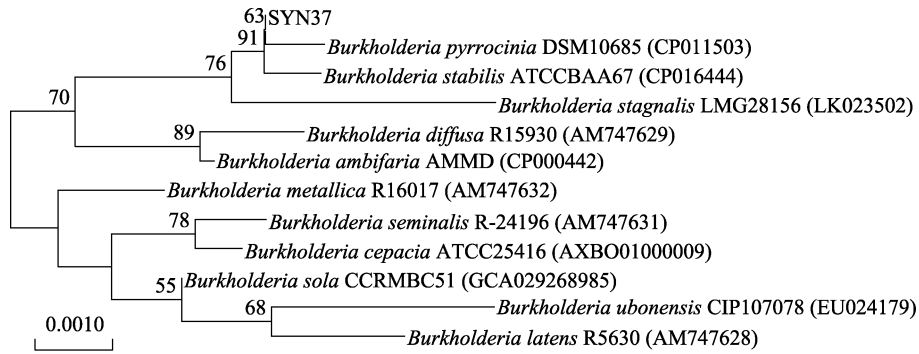 63 SYN37
91
Burkholderia pyrrocinia DSM10685 (CP011503)
76
Burkholderia stabilis ATCCBAA67 (CP016444)
70
Burkholderia stagnalis LMG28156 (LK023502)
89
Burkholderia diffusa R15930 (AM747629)
Burkholderia ambifaria AMMD (CP000442)
Burkholderia metallica R16017 (AM747632)
78
Burkholderia seminalis R-24196 (AM747631)
Burkholderia cepacia ATCC25416 (AXBO01000009)
55
Burkholderia sola CCRMBC51 (GCA029268985)
68
Burkholderia ubonensis CIP107078 (EU024179)
0.0010
Burkholderia latens R5630 (AM747628)